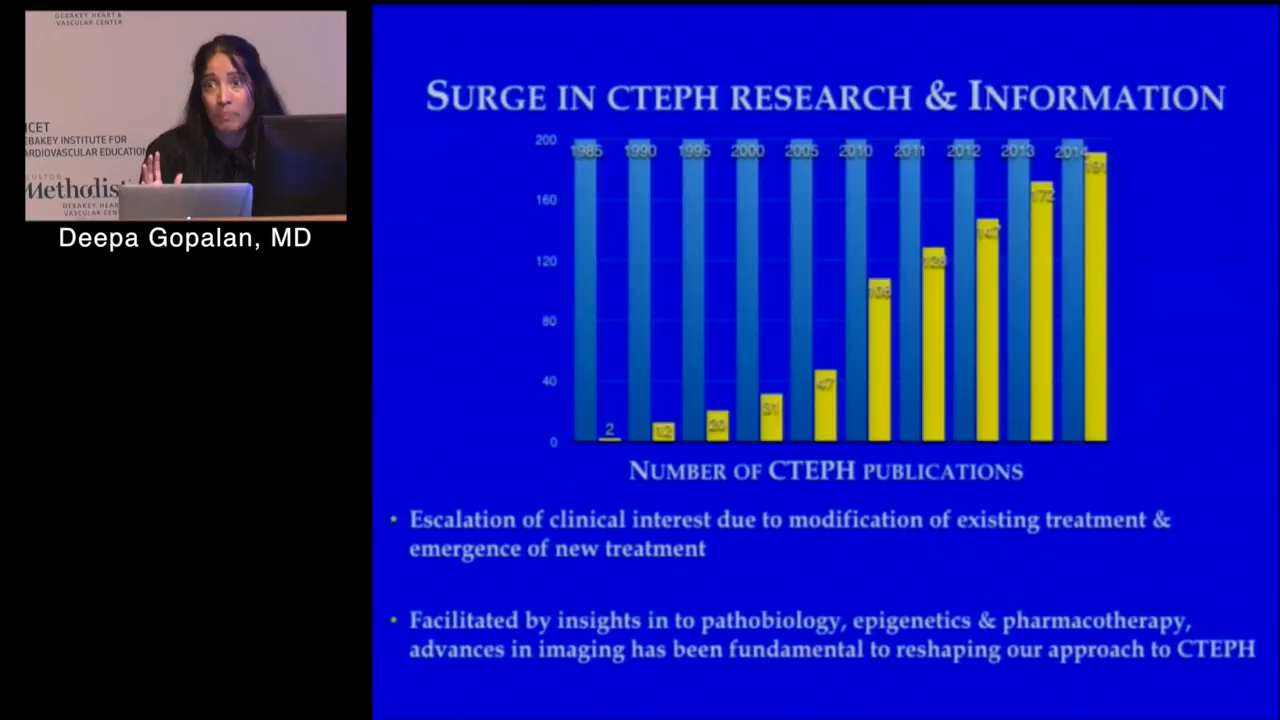 DEBAKEY HEART &
VASCULAR CENTER
ICET
EBAKEY INSTITUTE FOR
ARDIOVASCULAR EDUCATION
Methodist
DEBAKEY HEAR
VASCULAR CENT
Deepa Gopalan, MD
SURGE IN CTEPH RESEARCH & INFORMATION
200
160
120
80
40
0
1985 1990 1995 2000 2005 2010 2011 2012 2013 2014
2 12 20 31 47 108 128 147 172 191
NUMBER OF CTEPH PUBLICATIONS
• Escalation of clinical interest due to modification of existing treatment &
emergence of new treatment
• Facilitated by insights in to pathobiology, epigenetics & pharmacotherapy,
advances in imaging has been fundamental to reshaping our approach to CTEPH